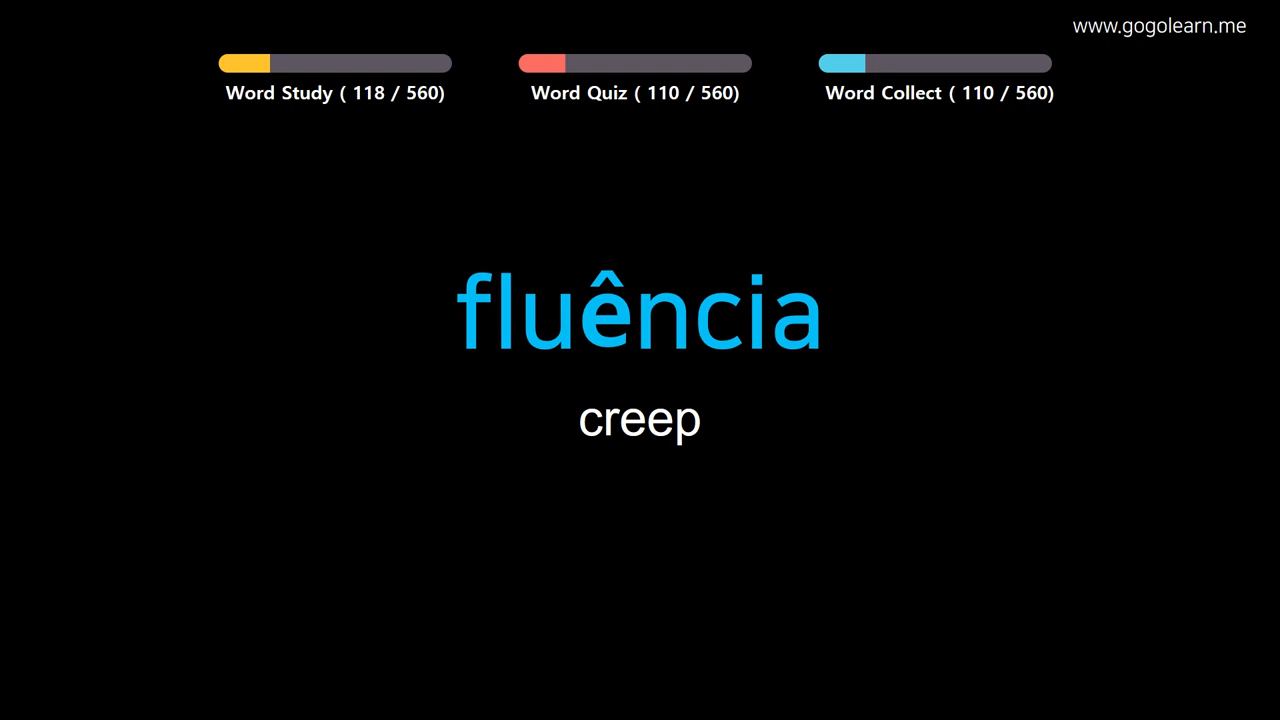 www.gogolearn.me
Word Study ( 118 / 560)
Word Quiz ( 110 / 560)
Word Collect ( 110 / 560)
fluência
creep